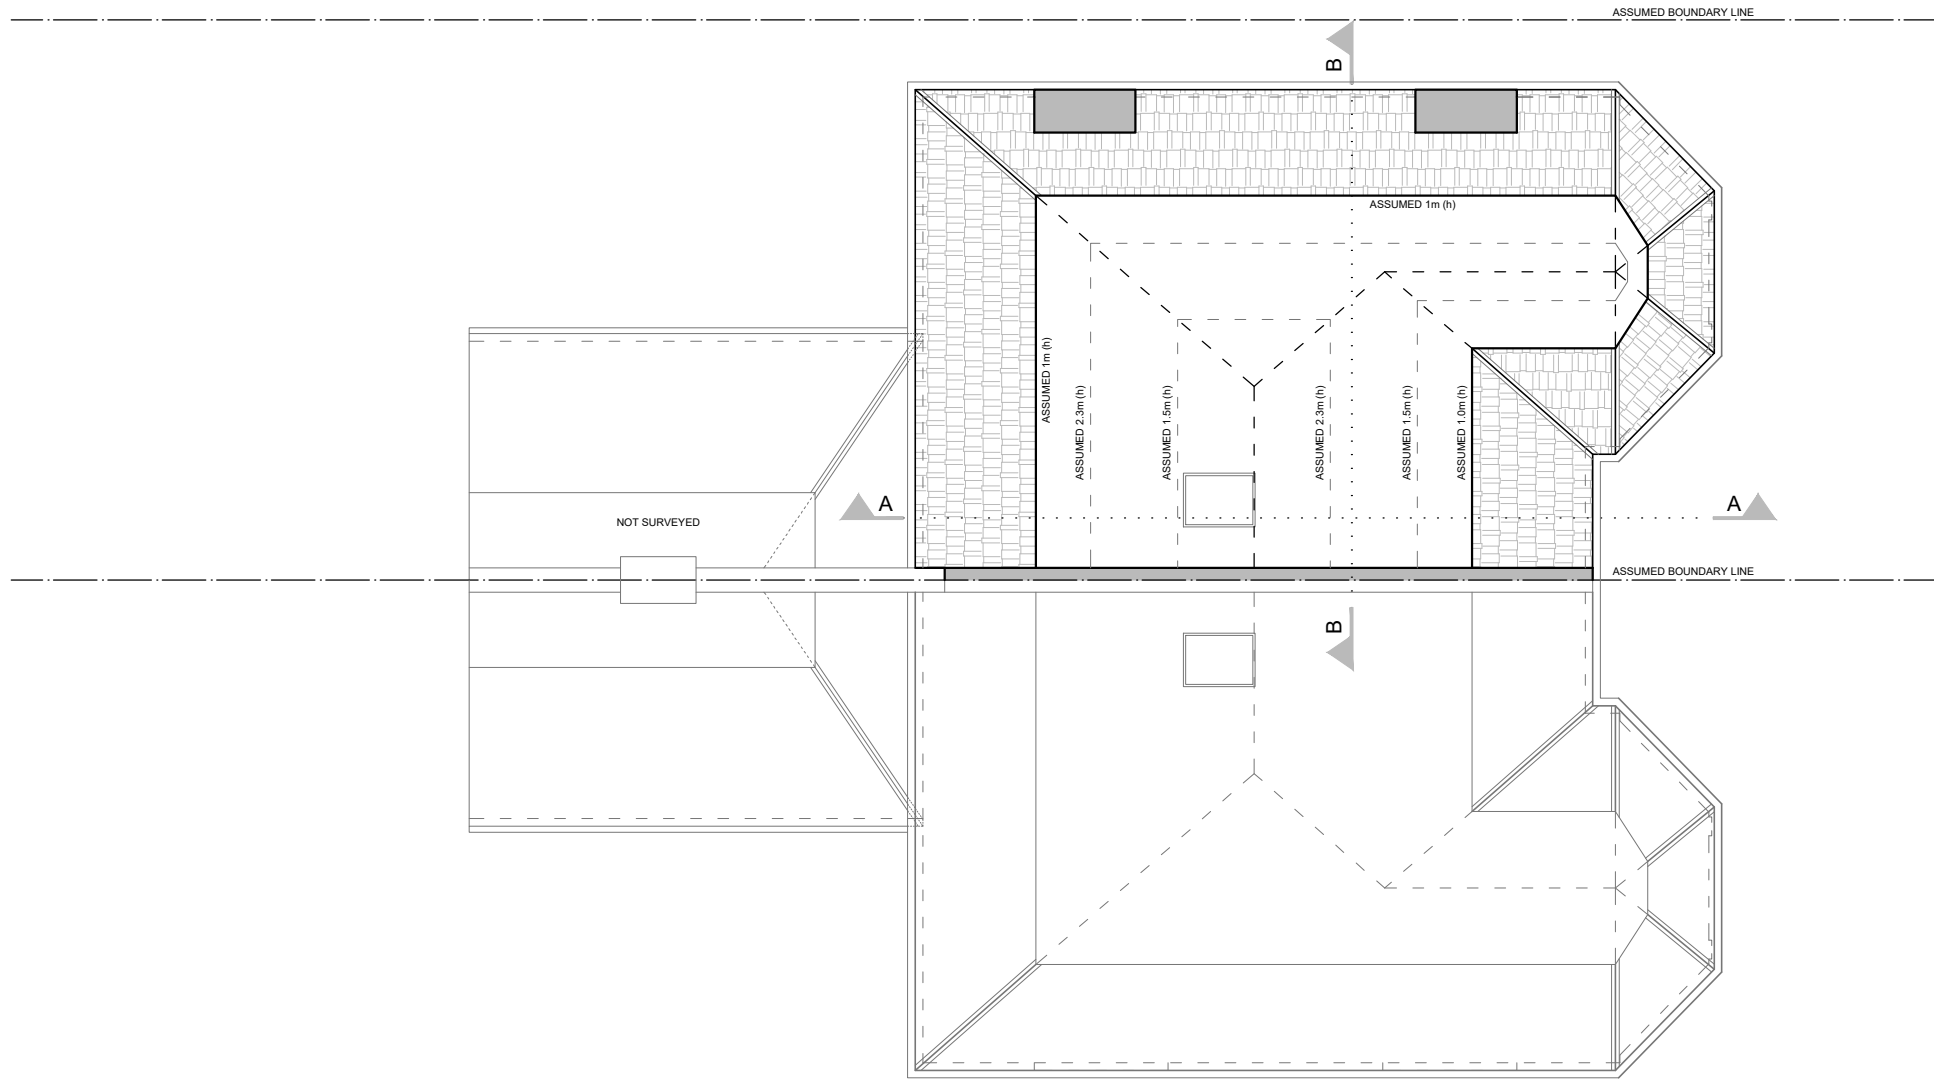 ASSUMED BOUNDARY LINE
B
ASSUMED 1m (h)
ASSUMED 1m (h)
ASSUMED 2.3m (h)
ASSUMED 1.5m (h)
ASSUMED 2.3m (h)
ASSUMED 1.5m (h)
ASSUMED 1.0m (h)
A
A
NOT SURVEYED
ASSUMED BOUNDARY LINE
B